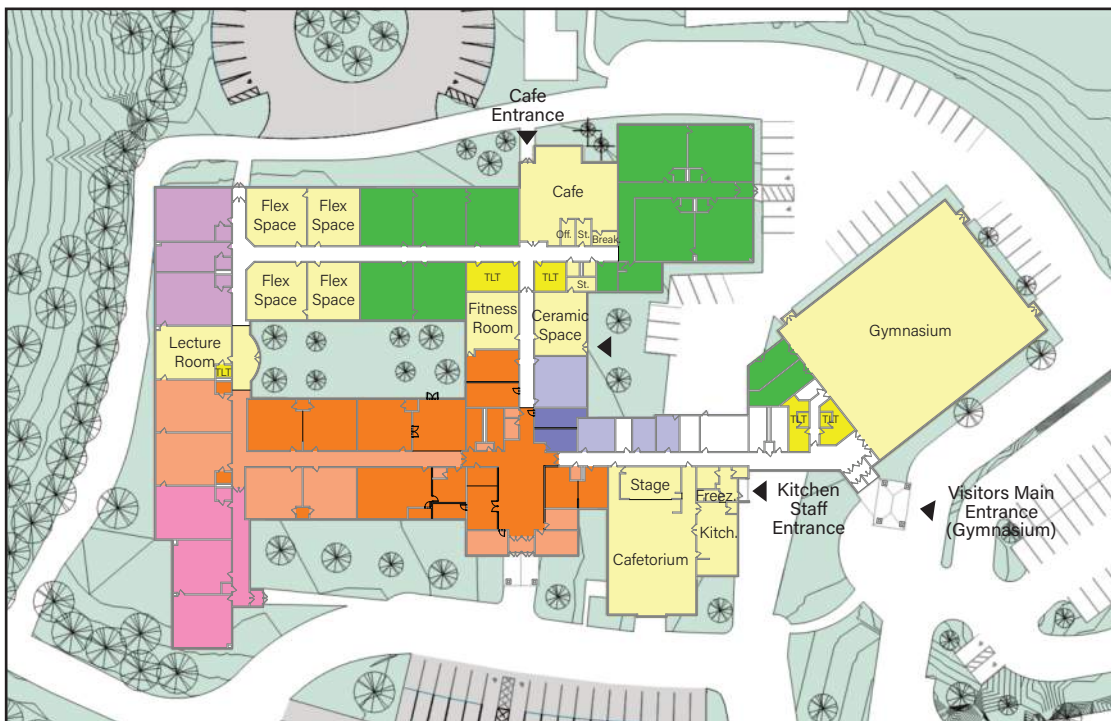 Cafe
Entrance
Flex
Space
Flex
Space
Cafe
Off.
St.
Break.
Flex
Space
Flex
Space
TLT
TLT
St.
Fitness
Room
Ceramic
Space
Lecture
Room
TLT
Gymnasium
TLT
TLT
Stage
Freez.
Kitch.
Cafetorium
Kitchen
Staff
Entrance
Visitors Main
Entrance
(Gymnasium)